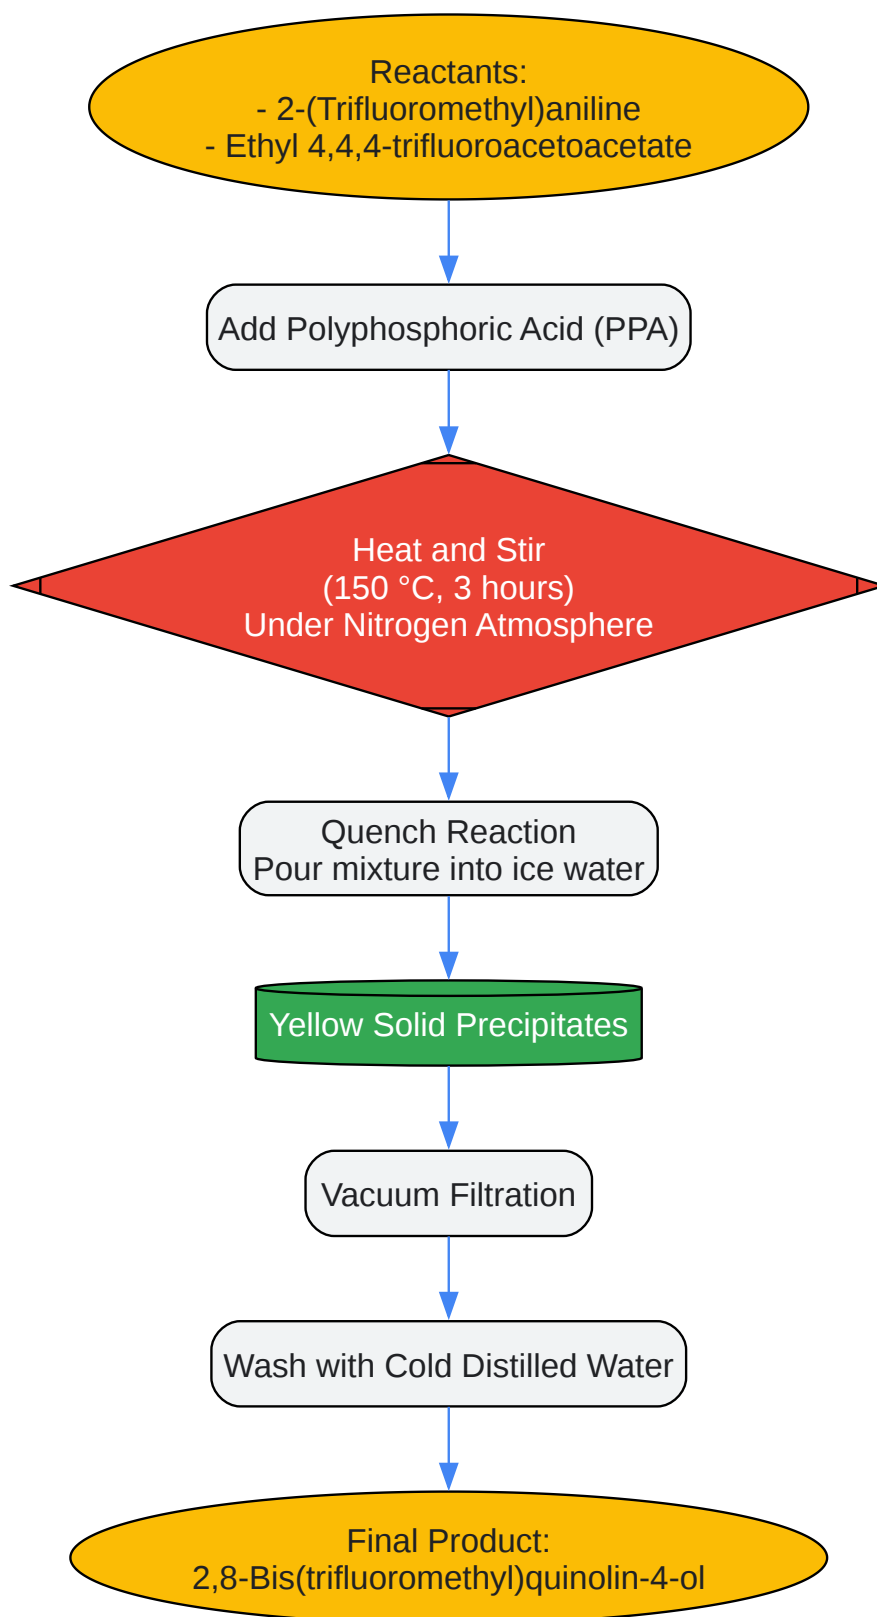 Reactants:
- 2-(Trifluoromethyl)aniline
- Ethyl 4,4,4-trifluoroacetoacetate
Add Polyphosphoric Acid (PPA)
Heat and Stir
(150 °C, 3 hours)
Under Nitrogen Atmosphere
Quench Reaction
Pour mixture into ice water
Yellow Solid Precipitates
Vacuum Filtration
Wash with Cold Distilled Water
Final Product:
2,8-Bis(trifluoromethyl)quinolin-4-ol